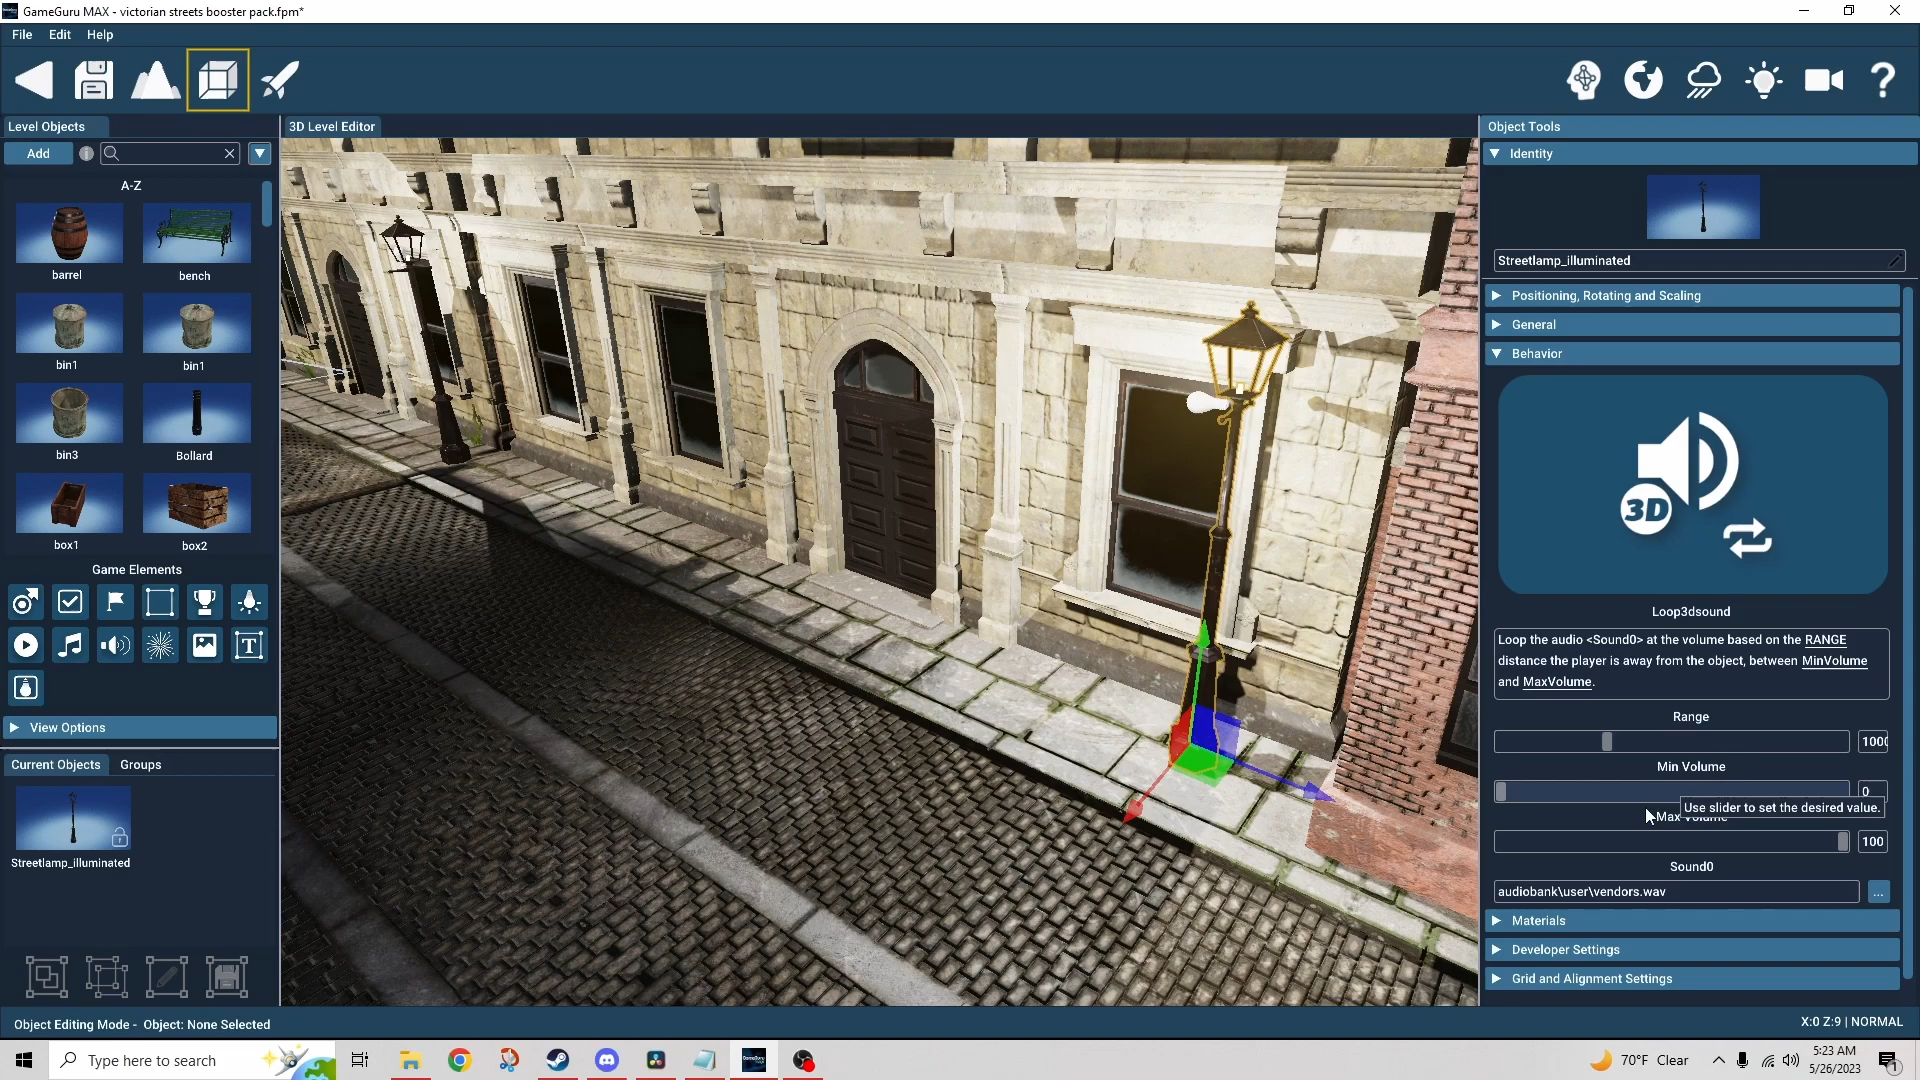 GameGuru MAX - victorian streets booster pack.fpm*
File Edit Help
Level Objects
3D Level Editor
Object Tools
Add
Identity
A-Z
barrel bench
bin1 bin1
bin3 Bollard
box1 box2
Game Elements
T
View Options
Current Objects Groups
Streetlamp_illuminated
Streetlamp_illuminated
Positioning, Rotating and Scaling
General
Behavior
3D
Loop3dsound
Loop the audio <Sound0> at the volume based on the RANGE
distance the player is away from the object, between MinVolume
and MaxVolume.
Range
Min Volume
0
Use slider to set the desired value.
Max Volume
100
Sound0
audiobank\user\vendors.wav ...
Materials
Developer Settings
Grid and Alignment Settings
Object Editing Mode - Object: None Selected
X:0 Z:9 | NORMAL
Type here to search
70°F Clear
5:23 AM
5/26/2023
1